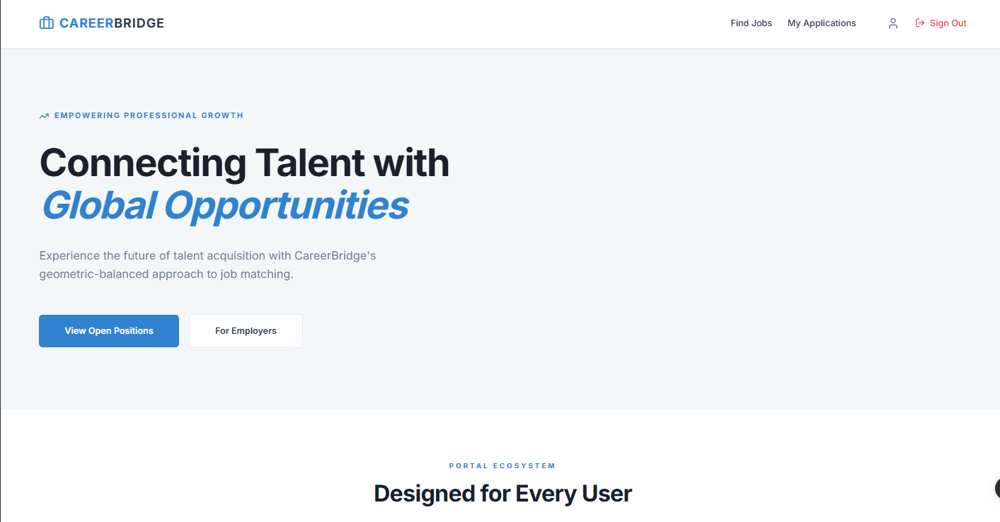 CAREERBRIDGE
Find Jobs
My Applications
Sign Out
EMPOWERING PROFESSIONAL GROWTH
Connecting Talent with
Global Opportunities
Experience the future of talent acquisition with CareerBridge's
geometric-balanced approach to job matching.
View Open Positions
For Employers
PORTAL ECOSYSTEM
Designed for Every User